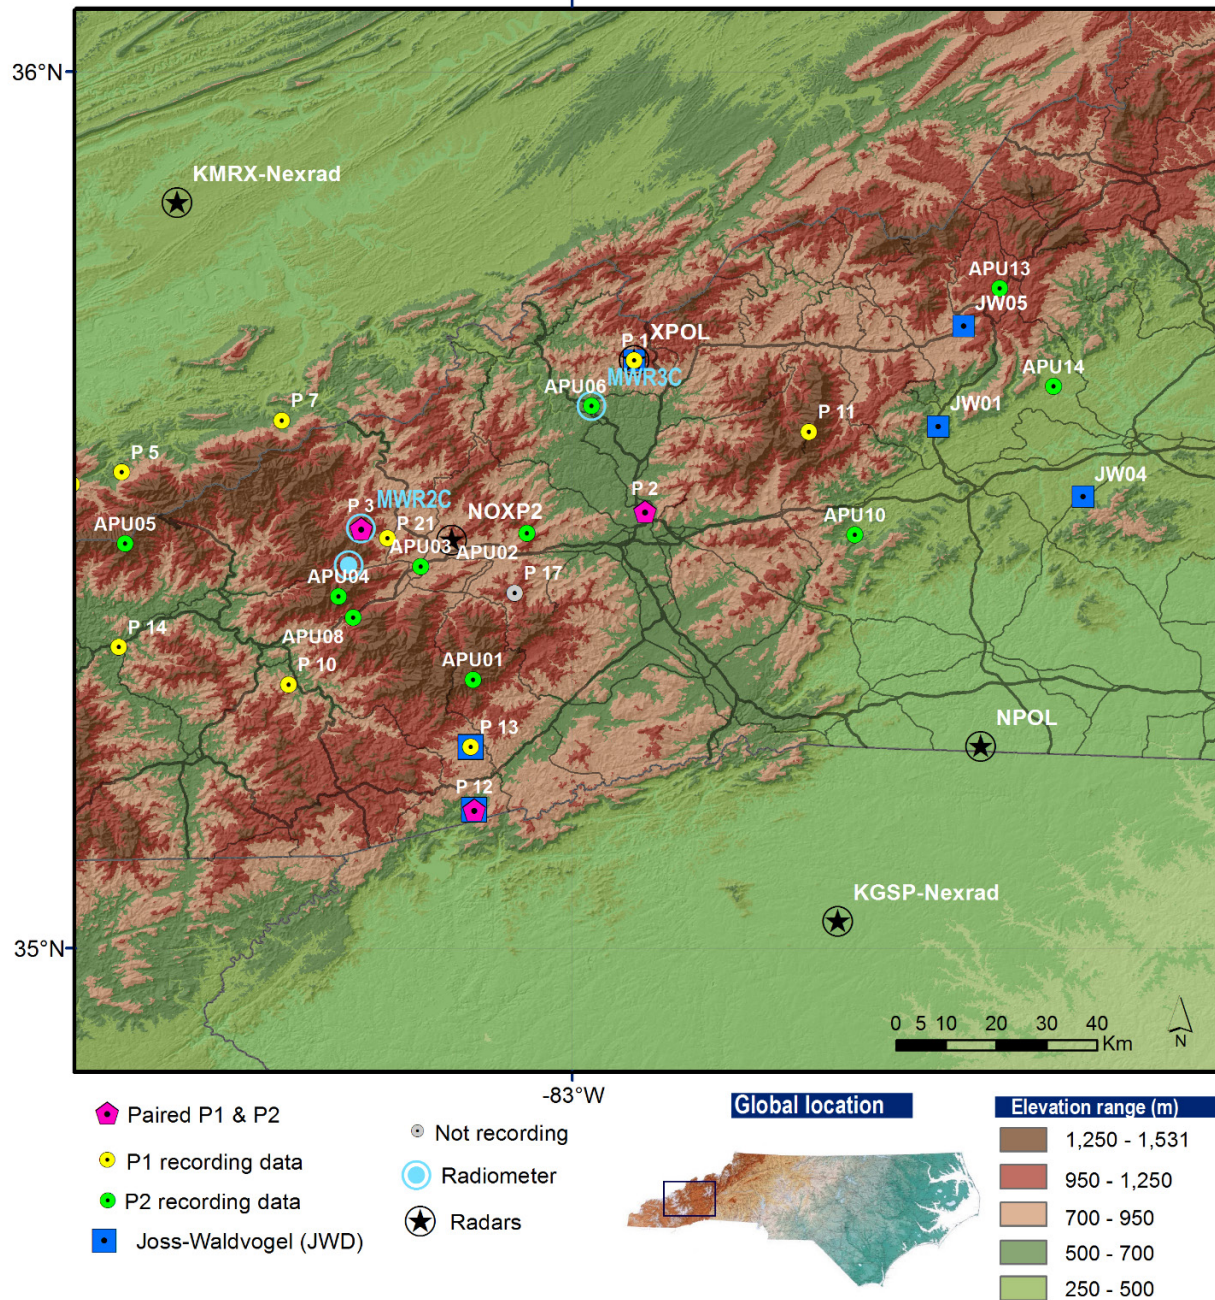 36°N
KMRX-Nexrad
APU13
JW05
XPOL
P 1
MWR3C
APU06
APU14
P 7
P 11
JW01
P 5
JW04
MWR2C
P 3
P 2
NOXP2
P 21
APU05
APU10
APU03
APU02
APU04
P 17
P 14
APU08
APU01
P 10
NPOL
P 13
P 12
KGSP-Nexrad
35°N
0 5 10 20 30 40
Km
N
-83°W
Paired P1 & P2
P1 recording data
P2 recording data
Joss-Waldvogel (JWD)
Not recording
Radiometer
Radars
Global location
Elevation range (m)
1,250 - 1,531
950 - 1,250
700 - 950
500 - 700
250 - 500